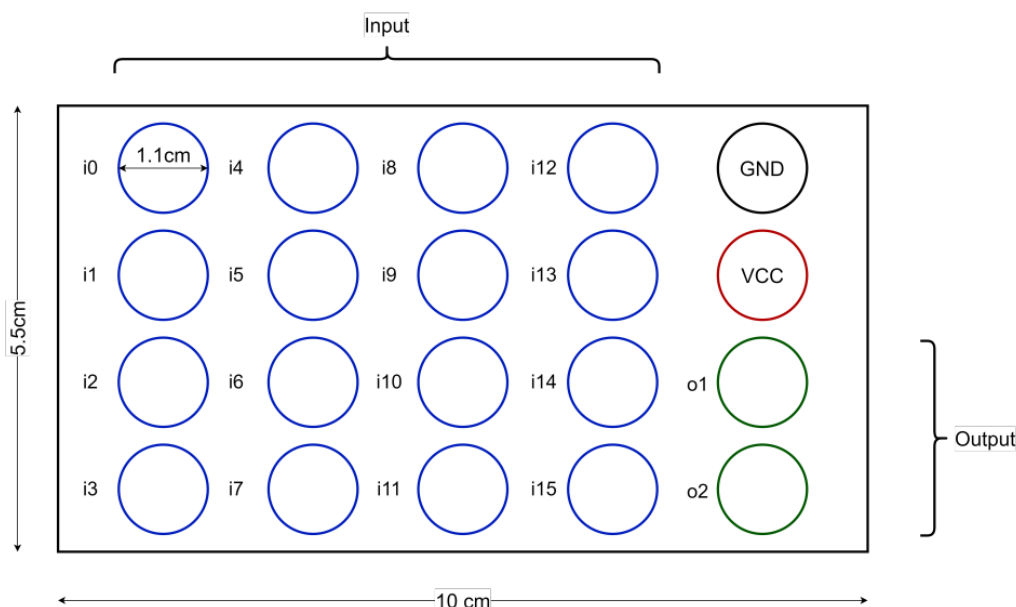 Input
i0
1.1cm
i4
i8
i12
GND
i1
i5
i9
i13
VCC
5.5cm
i2
i6
i10
i14
o1
Output
i3
i7
i11
i15
o2
10 cm